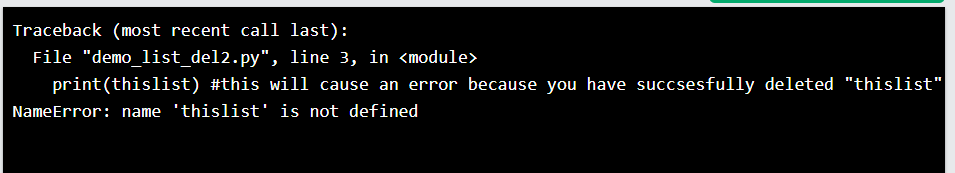 Traceback (most recent call last):
  File "demo_list_del2.py", line 3, in <module>
    print(thislist) #this will cause an error because you have succsesfully deleted "thislist"
NameError: name 'thislist' is not defined